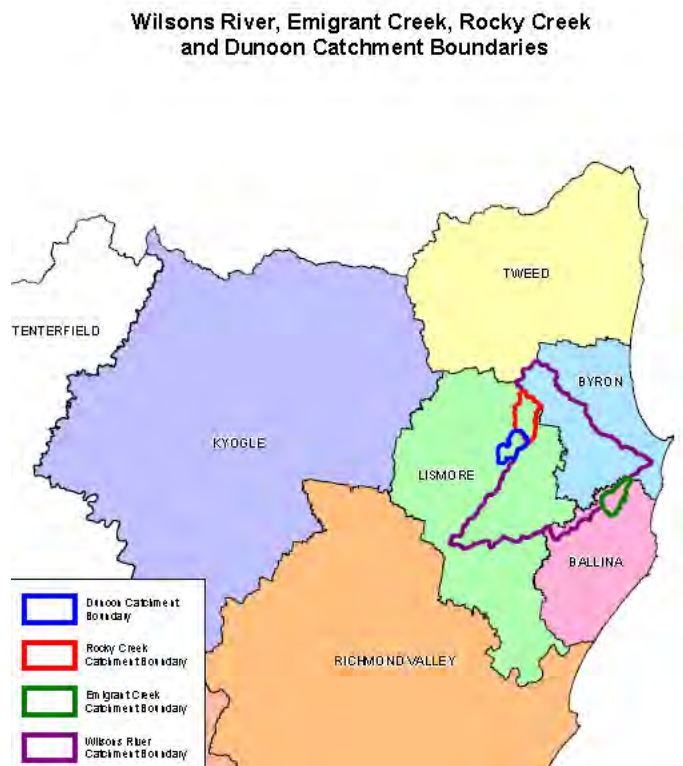 Wilsons River, Emigrant Creek, Rocky Creek
and Dunoon Catchment Boundaries
TWEED
TENTERFIELD
BYRON
KYOGLE
LISMORE
BALLINA
RICHMOND VALLEY
Dunoon Catchment
Boundary
Rocky Creek
Catchment Boundary
Emigrant Creek
Catchment Boundary
Wilsons River
Catchment Boundary